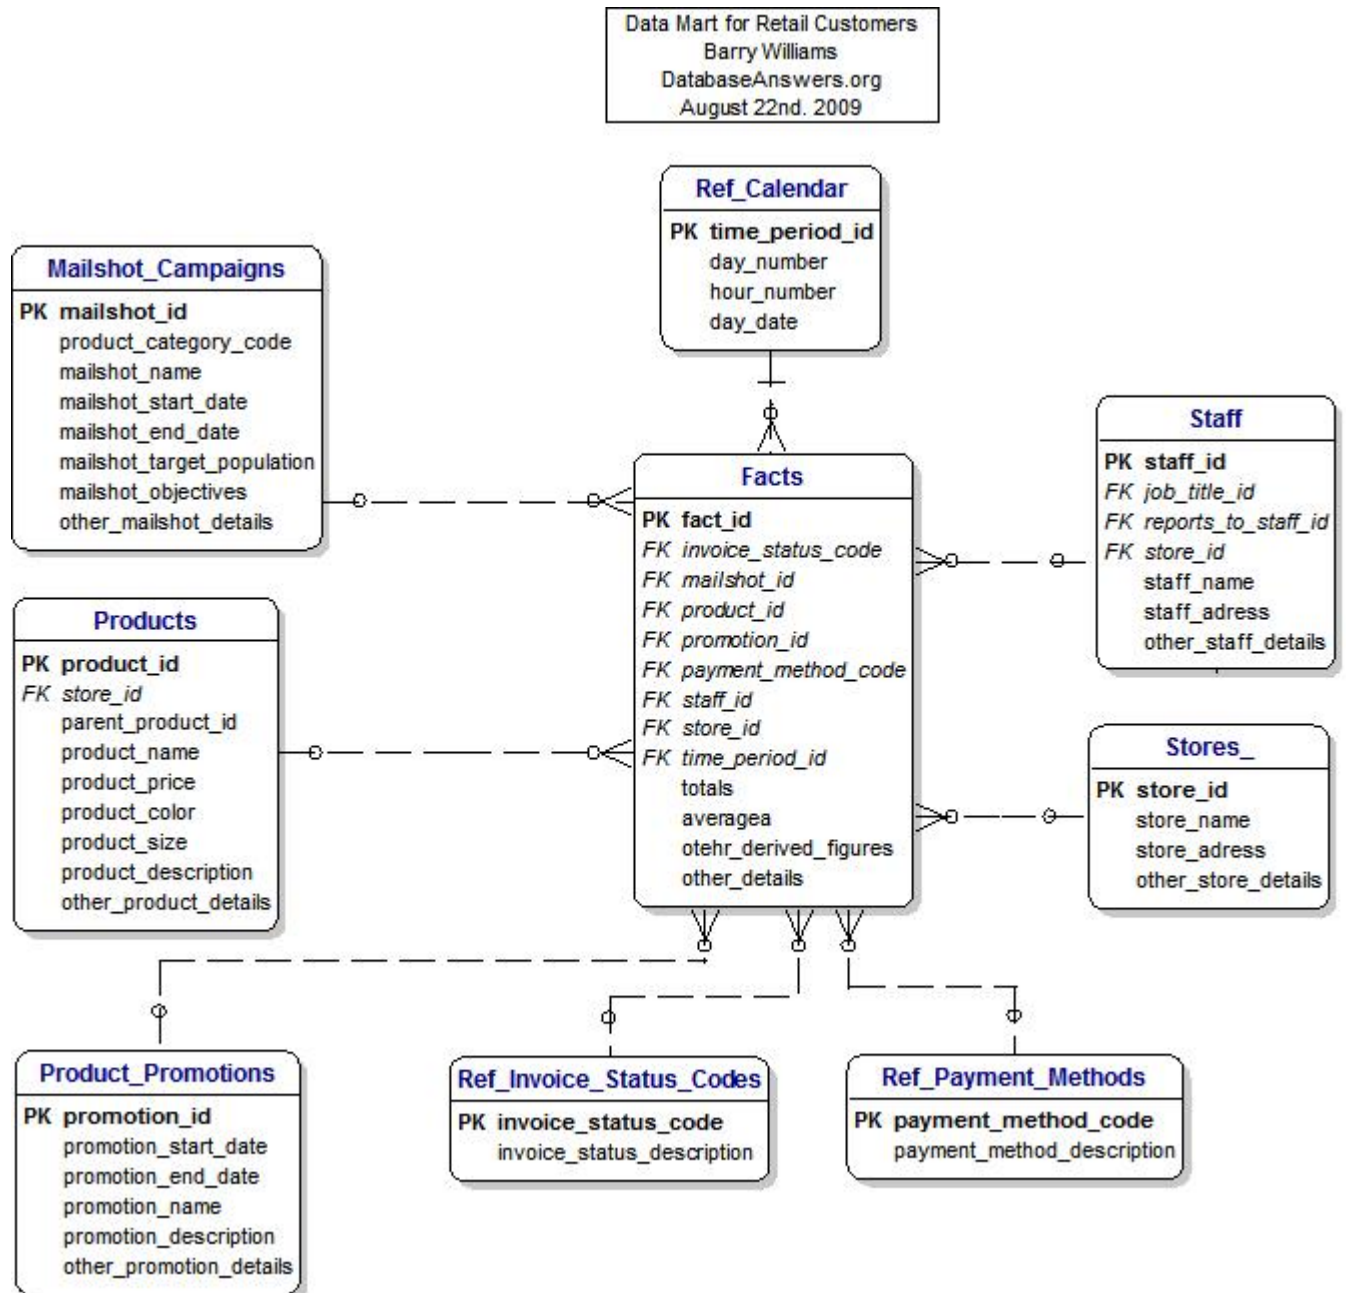 Data Mart for Retail Customers
Barry Williams
DatabaseAnswers.org
August 22nd. 2009
Ref_Calendar
PK time_period_id
day_number
hour_number
day_date
Mailshot_Campaigns
PK mailshot_id
product_category_code
mailshot_name
mailshot_start_date
mailshot_end_date
mailshot_target_population
mailshot_objectives
other_mailshot_details
Staff
PK staff_id
FK job_title_id
FK reports_to_staff_id
FK store_id
staff_name
staff_adress
other_staff_details
Facts
PK fact_id
FK invoice_status_code
FK mailshot_id
FK product_id
FK promotion_id
FK payment_method_code
FK staff_id
FK store_id
FK time_period_id
totals
averagea
otehr_derived_figures
other_details
Products
PK product_id
FK store_id
parent_product_id
product_name
product_price
product_color
product_size
product_description
other_product_details
Stores_
PK store_id
store_name
store_adress
other_store_details
Product_Promotions
PK promotion_id
promotion_start_date
promotion_end_date
promotion_name
promotion_description
other_promotion_details
Ref_Invoice_Status_Codes
PK invoice_status_code
invoice_status_description
Ref_Payment_Methods
PK payment_method_code
payment_method_description